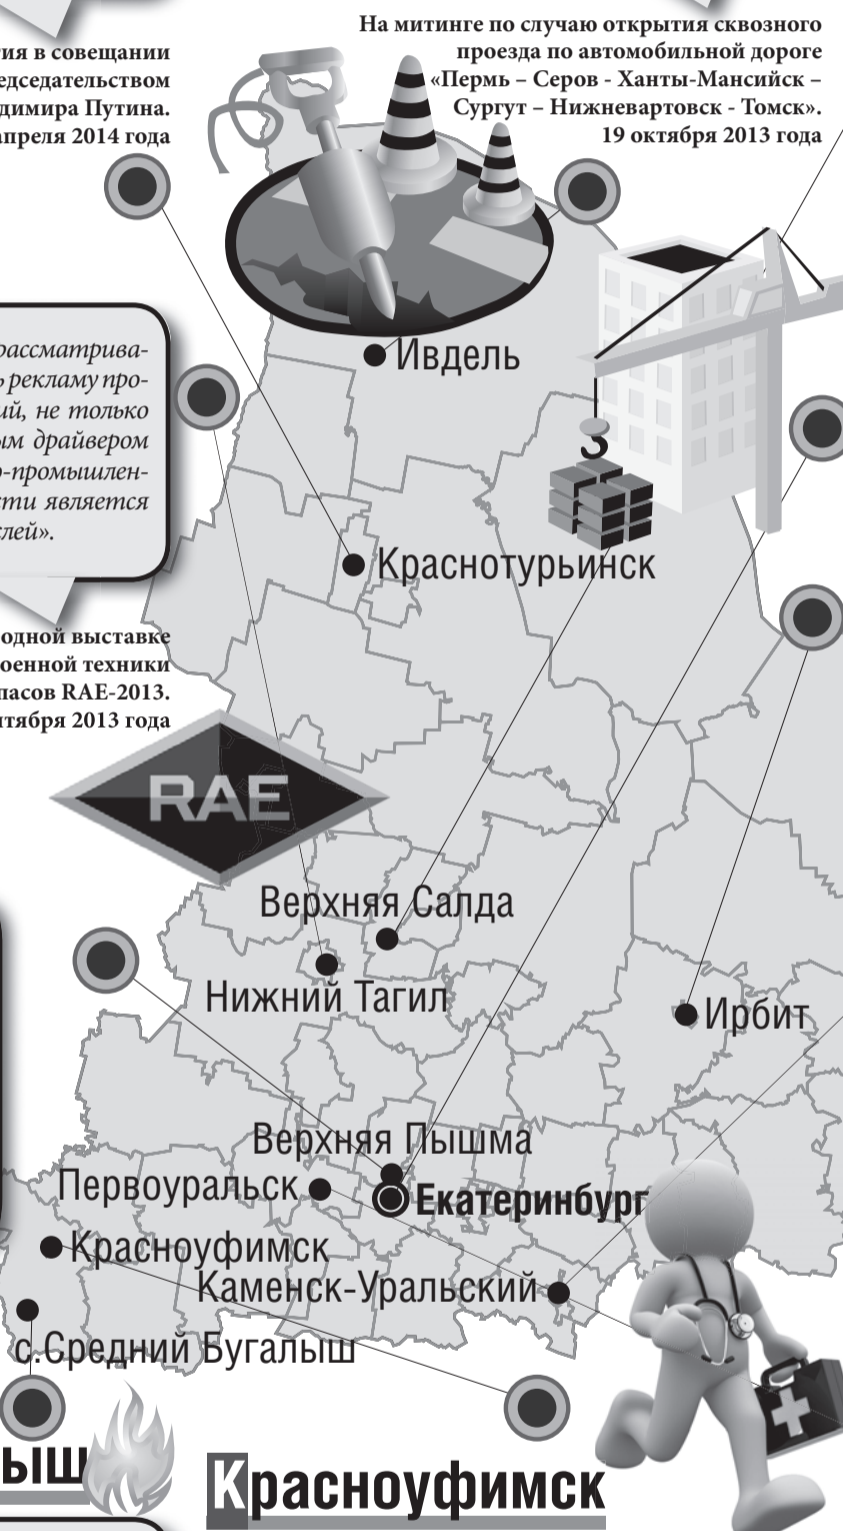 На митинге по случаю открытия сквозного
проезда по автомобильной дороге
«Пермь – Серов - Ханты-Мансийск –
Сургут – Нижневартовск - Томск».
19 октября 2013 года
тия в совещании
едседательством
димира Путина.
апреля 2014 года
Ивдель
рассматрива-
ь рекламу про-
ий, не только
ым драйвером
о-промышлен-
сти является
лей».
Краснотурьинск
одной выставке
военной техники
пасов RAE-2013.
нтября 2013 года
RAE
Верхняя Салда
Нижний Тагил
Ирбит
Верхняя Пышма
Первоуральск
Екатеринбург
Красноуфимск
Каменск-Уральский
с.Средний Бугалыш
ыш
Красноуфимск